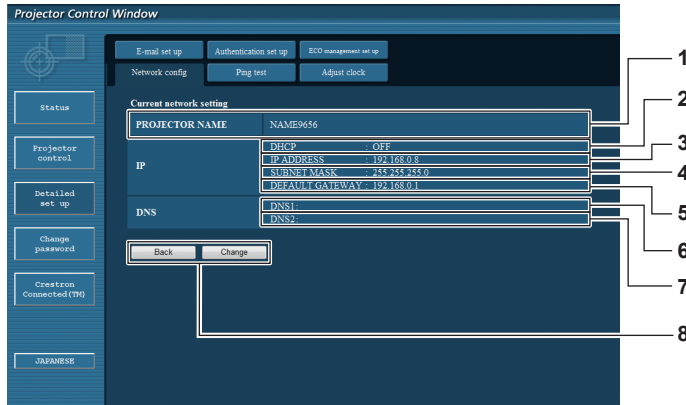 Projector Control Window
E-mail set up
Authentication set up
ECO management set up
Network config
Ping test
Adjust clock
Status
Projector
control
Detailed
set up
Change
password
Crestron
Connected(TM)
JAPANESE
Current network setting
PROJECTOR NAME NAME9656
IP
DHCP : OFF
IP ADDRESS : 192.168.0.8
SUBNET MASK : 255.255.255.0
DEFAULT GATEWAY : 192.168.0.1
DNS
DNS1:
DNS2:
Back
Change
1
2
3
4
5
6
7
8